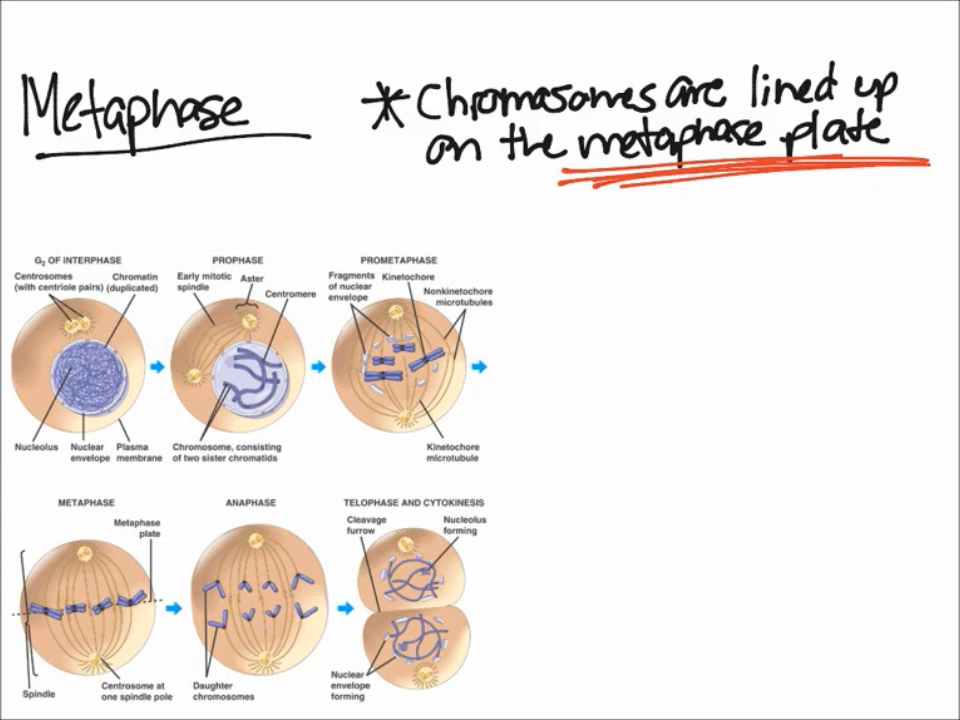 Metaphase
* Chromosomes are lined up
on the metaphase plate
G2 OF INTERPHASE
Centrosomes
(with centriole pairs)
Chromatin
(duplicated)
Nucleolus
Nuclear
envelope
Plasma
membrane
PROPHASE
Early mitotic
spindle
Aster
Centromere
Chromosome, consisting
of two sister chromatids
PROMETAPHASE
Fragments
of nuclear
envelope
Kinetochore
Nonkinetochore
microtubules
Kinetochore
microtubule
METAPHASE
Metaphase
plate
Spindle
Centrosome at
one spindle pole
ANAPHASE
Daughter
chromosomes
TELOPHASE AND CYTOKINESIS
Cleavage
furrow
Nucleolus
forming
Nuclear
envelope
forming